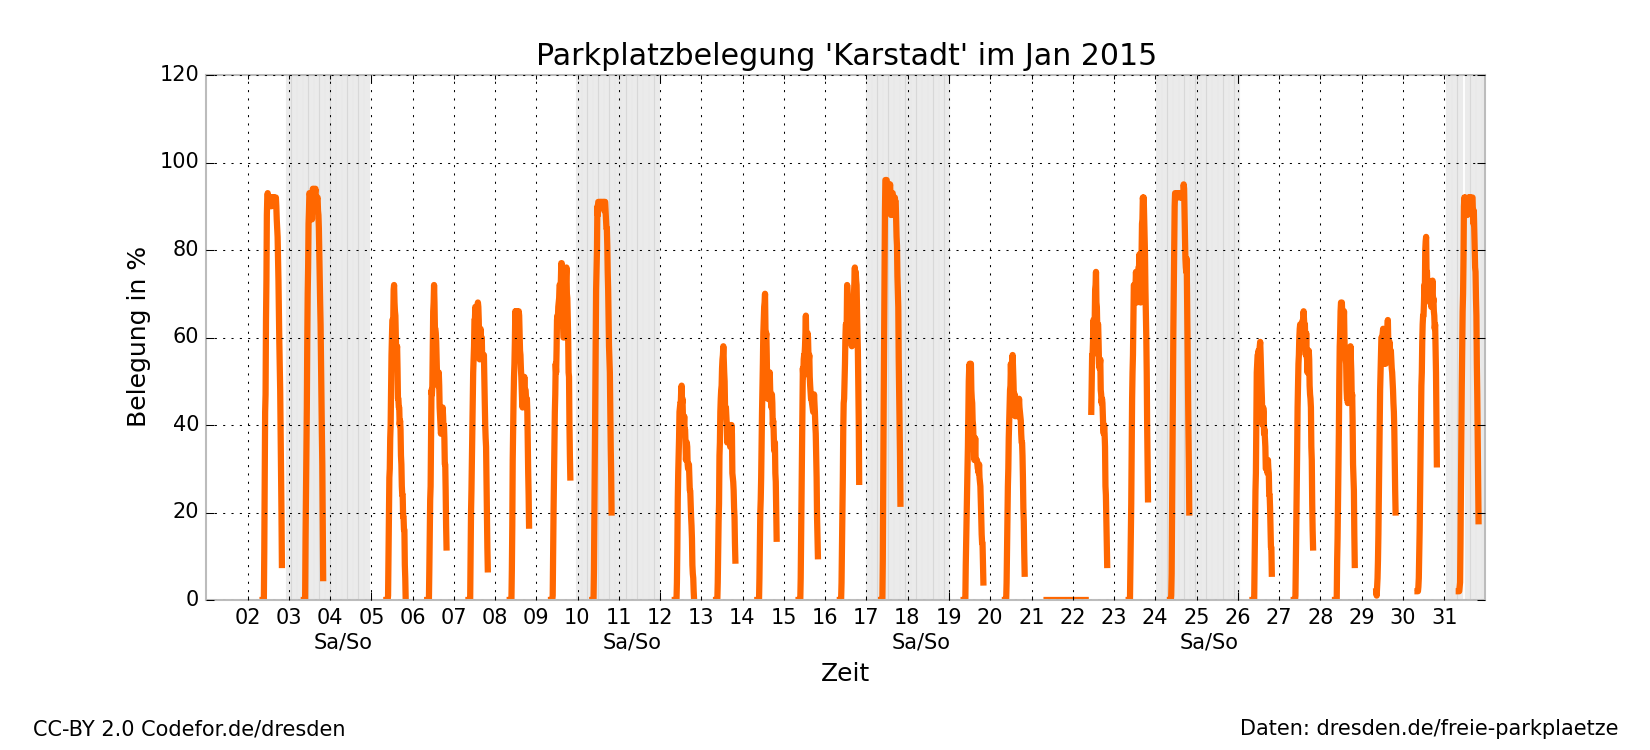 Parkplatzbelegung 'Karstadt' im Jan 2015
120
100
80
60
40
20
0
Belegung in %
02 03 04 05 06 07 08 09 10 11 12 13 14 15 16 17 18 19 20 21 22 23 24 25 26 27 28 29 30 31
Sa/So Sa/So Sa/So Sa/So
Zeit
CC-BY 2.0 Codefor.de/dresden
Daten: dresden.de/freie-parkplaetze